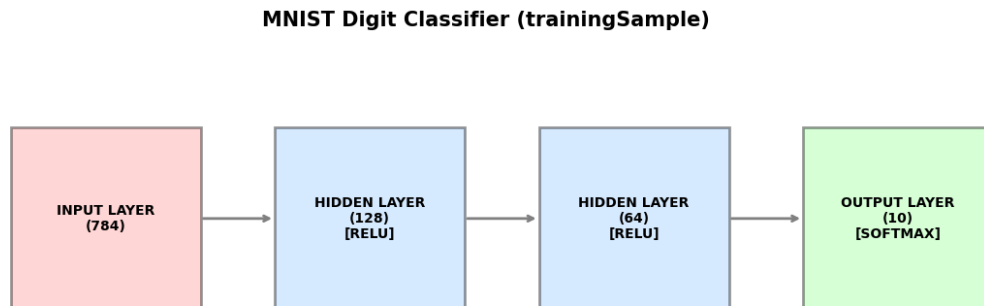 MNIST Digit Classifier (trainingSample)
INPUT LAYER
(784)
HIDDEN LAYER
(128)
[RELU]
HIDDEN LAYER
(64)
[RELU]
OUTPUT LAYER
(10)
[SOFTMAX]